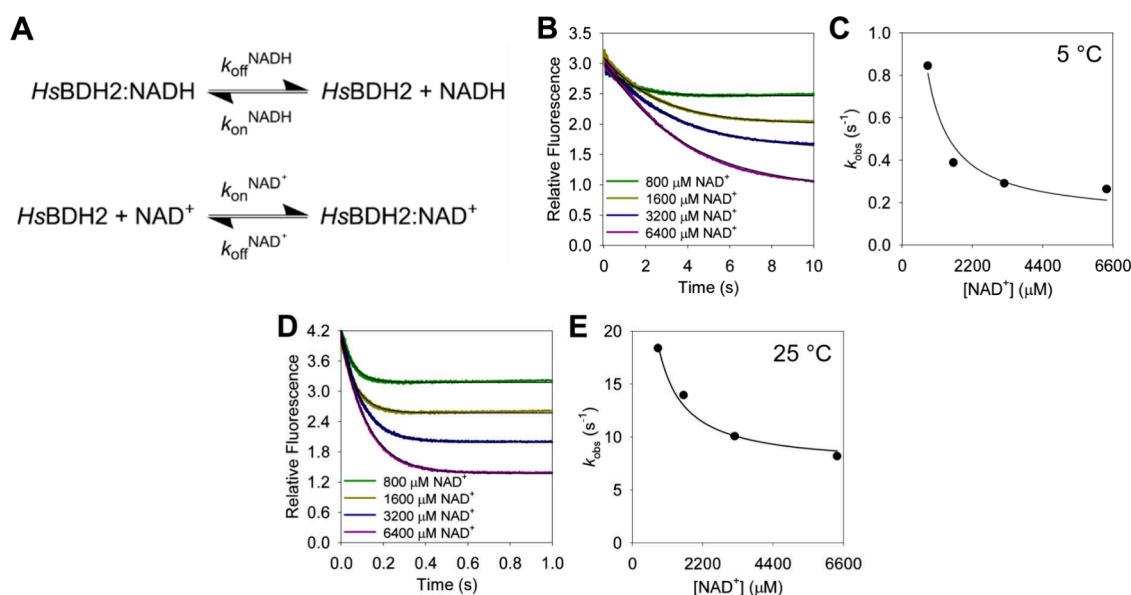 A
HsBDH2:NADH
koff^NADH
kon^NADH
HsBDH2 + NADH
HsBDH2 + NAD+
kon^NAD+
koff^NAD+
HsBDH2:NAD+
B
Relative Fluorescence
3.5
3.0
2.5
2.0
1.5
1.0
0.5
0.0
800 μM NAD+
1600 μM NAD+
3200 μM NAD+
6400 μM NAD+
0 2 4 6 8 10
Time (s)
C
5 °C
kobs (s-1)
1.0
0.8
0.6
0.4
0.2
0.0
0 2200 4400 6600
[NAD+] (μM)
D
Relative Fluorescence
4.2
3.6
3.0
2.4
1.8
1.2
0.6
0.0
800 μM NAD+
1600 μM NAD+
3200 μM NAD+
6400 μM NAD+
0.0 0.2 0.4 0.6 0.8 1.0
Time (s)
E
25 °C
kobs (s-1)
20
15
10
5
0
0 2200 4400 6600
[NAD+] (μM)